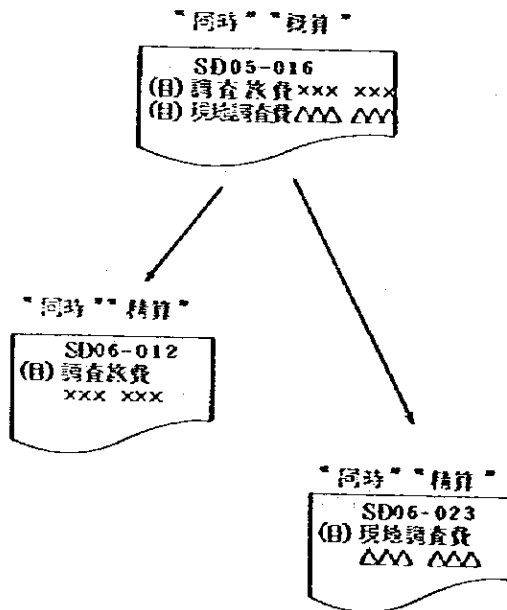 "同時" "概算"
SD05-016
(目) 調査旅費××× ×××
(目) 現地調査費△△△ △△△
"同時" "精算"
SD06-012
(目) 調査旅費
××× ×××
"同時" "精算"
SD06-023
(目) 現地調査費
△△△ △△△